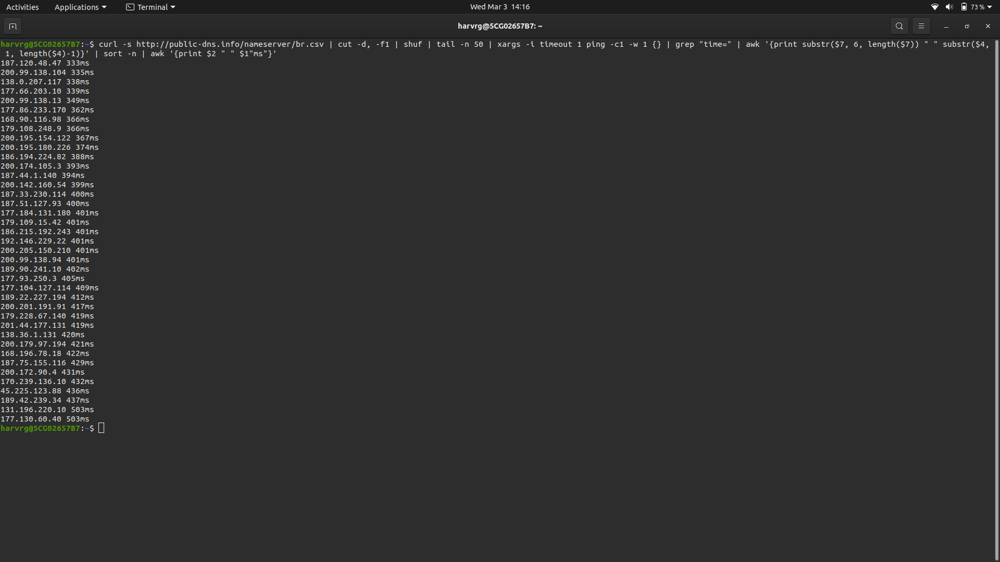 Activities Applications Terminal Wed Mar 3 14:16 73 %
harvrg@5CG02657B7: ~
harvrg@5CG02657B7:~$ curl -s http://public-dns.info/nameserver/br.csv | cut -d, -f1 | shuf | tail -n 50 | xargs -i timeout 1 ping -c1 -w 1 {} | grep "time=" | awk '{print substr($7, 6, length($7)) " " substr($4,
1, length($4)-1)}' | sort -n | awk '{print $2 " " $1"ms"}'
187.120.48.47 333ms
200.99.138.104 335ms
138.0.207.117 338ms
177.66.203.10 339ms
200.99.138.13 349ms
177.86.233.170 362ms
168.90.116.98 366ms
179.108.248.9 366ms
200.195.154.122 367ms
200.195.180.226 374ms
186.194.224.82 388ms
200.174.105.3 393ms
187.44.1.140 394ms
200.142.160.54 399ms
187.33.230.114 400ms
187.51.127.93 400ms
177.184.131.180 401ms
179.109.15.42 401ms
186.215.192.243 401ms
192.146.229.22 401ms
200.205.150.210 401ms
200.99.138.94 401ms
189.90.241.10 402ms
177.93.250.3 405ms
177.104.127.114 409ms
189.22.227.194 412ms
200.201.191.91 417ms
179.228.67.140 419ms
201.44.177.131 419ms
138.36.1.131 420ms
200.179.97.194 421ms
168.196.78.18 422ms
187.75.155.116 429ms
200.172.90.4 431ms
170.239.136.10 432ms
45.225.123.88 436ms
189.42.239.34 437ms
131.196.220.10 503ms
177.130.60.40 503ms
harvrg@5CG02657B7:~$